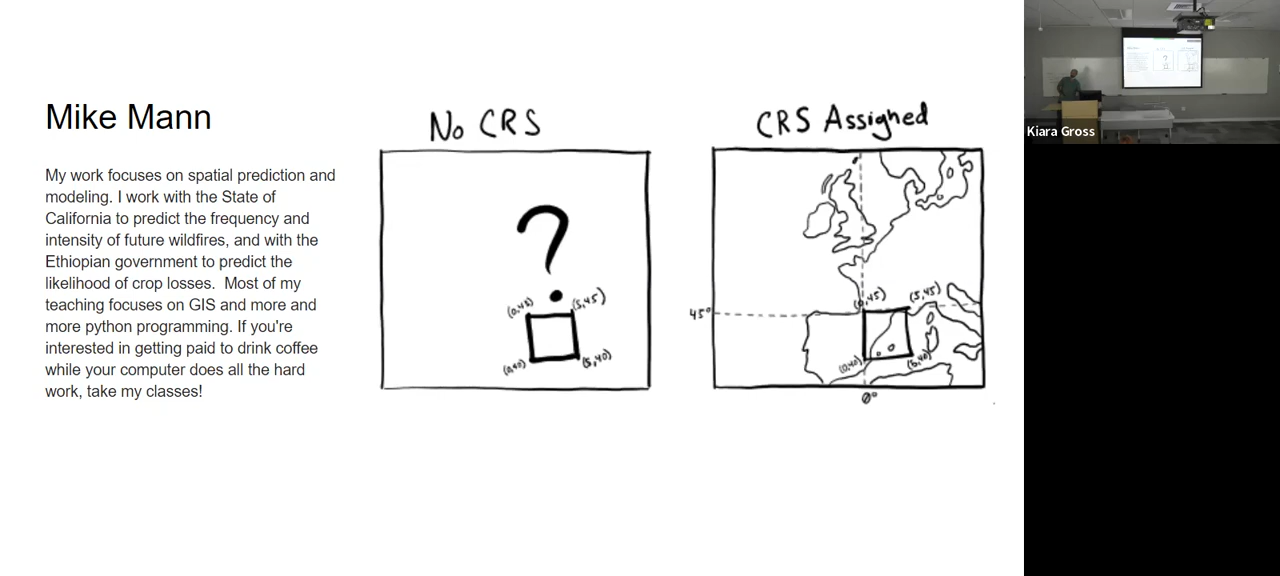 Mike Mann
My work focuses on spatial prediction and
modeling. I work with the State of
California to predict the frequency and
intensity of future wildfires, and with the
Ethiopian government to predict the
likelihood of crop losses.  Most of my
teaching focuses on GIS and more and
more python programming. If you're
interested in getting paid to drink coffee
while your computer does all the hard
work, take my classes!
No CRS
?
(0,45)
(5,45)
(0,40)
(5,40)
CRS Assigned
(0,45)
(5,45)
45°
(0,40)
(5,40)
0°
Kiara Gross